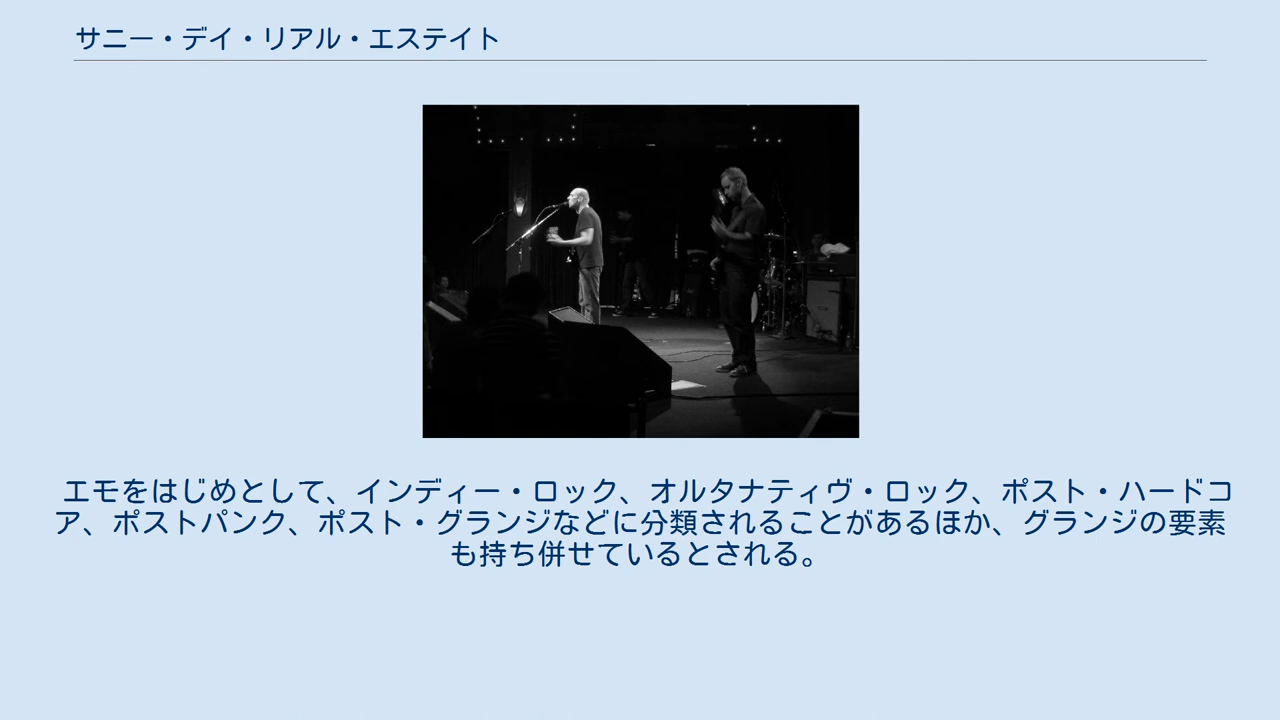 サニー・デイ・リアル・エステイト
エモをはじめとして、インディー・ロック、オルタナティヴ・ロック、ポスト・ハードコ
ア、ポストパンク、ポスト・グランジなどに分類されることがあるほか、グランジの要素
も持ち併せているとされる。